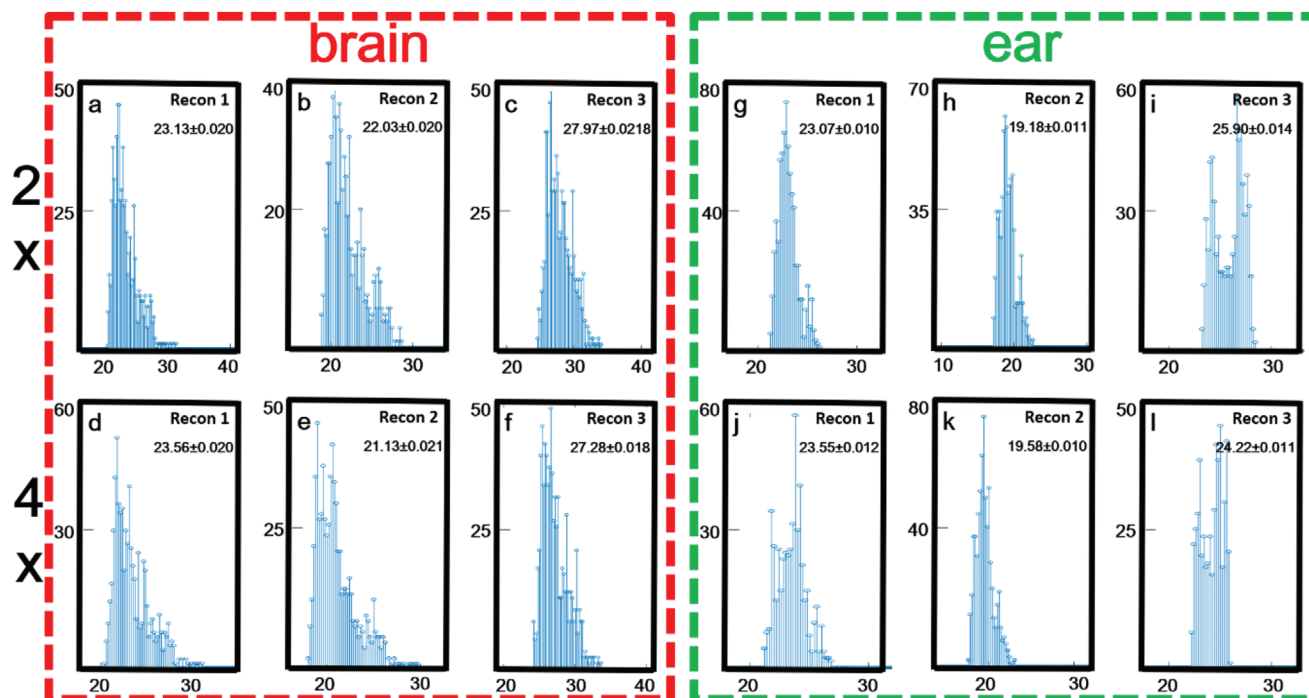 brain
ear
2
x
50
25
a
Recon 1
23.13±0.020
20
30
40
40
20
b
Recon 2
22.03±0.020
20
30
50
25
c
Recon 3
27.97±0.0218
20
30
40
80
40
g
Recon 1
23.07±0.010
20
30
70
35
h
Recon 2
19.18±0.011
10
20
30
60
30
i
Recon 3
25.90±0.014
20
30
4
x
60
30
d
Recon 1
23.56±0.020
20
30
50
25
e
Recon 2
21.13±0.021
20
30
50
25
f
Recon 3
27.28±0.018
20
30
40
60
30
j
Recon 1
23.55±0.012
20
30
80
40
k
Recon 2
19.58±0.010
20
30
50
25
l
Recon 3
24.22±0.011
20
30